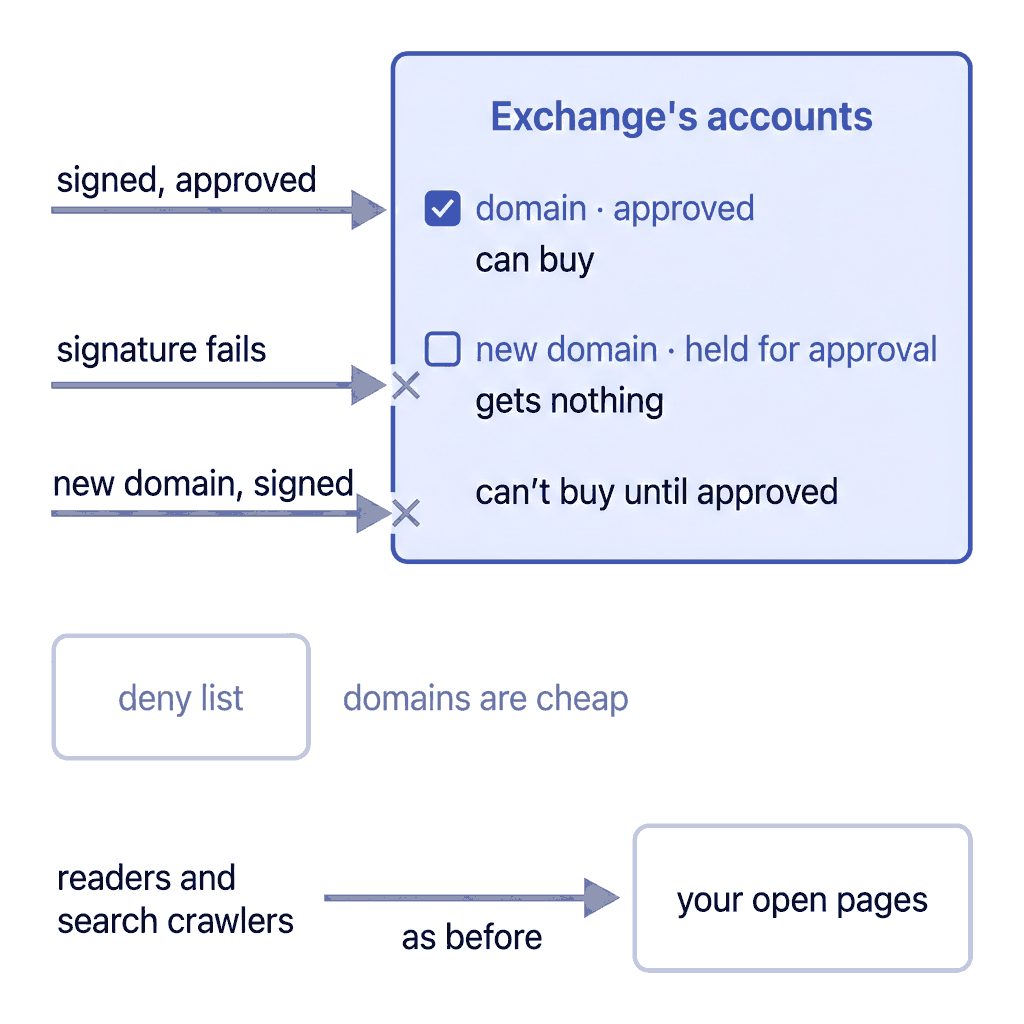 Exchange's accounts
signed, approved
domain · approved
can buy
signature fails
new domain · held for approval
gets nothing
new domain, signed
can’t buy until approved
deny list
domains are cheap
readers and
search crawlers
as before
your open pages